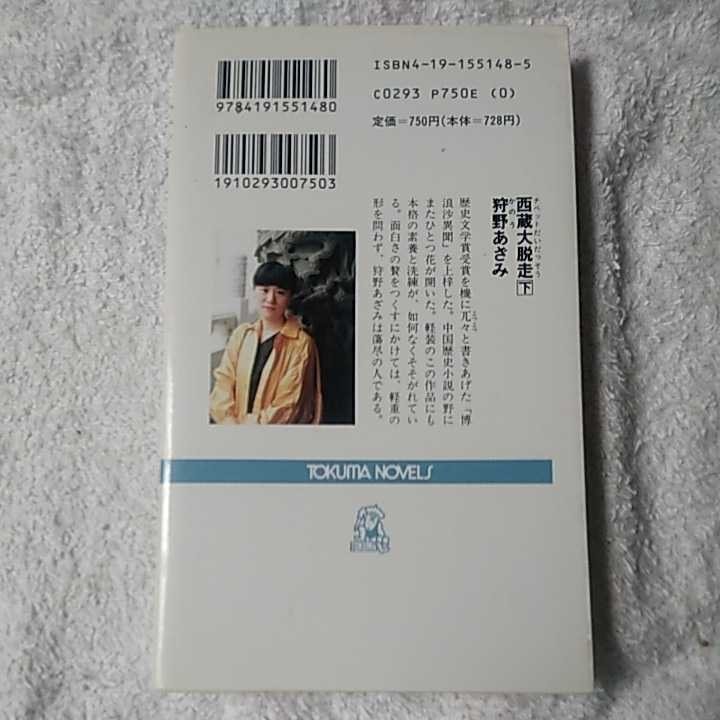 ISBN4-19-155148-5
9784191551480
C0293 P750E (0)
定価=750円(本体=728円)
1910293007503
チベットだいだっそう
西蔵大脱走 下
かのう
狩野あさみ
歴史文学賞受賞を機に兀々と書きあげた『博
浪沙異聞』を上梓した。中国歴史小説の野に
またひとつ花が開いた。軽装のこの作品にも
本格の素養と洗練が、如何なくそそがれてい
る。面白さの贅をつくすにかけては、軽重の
形を問わず、狩野あさみは蕩尽の人である。
TOKUMA NOVELS